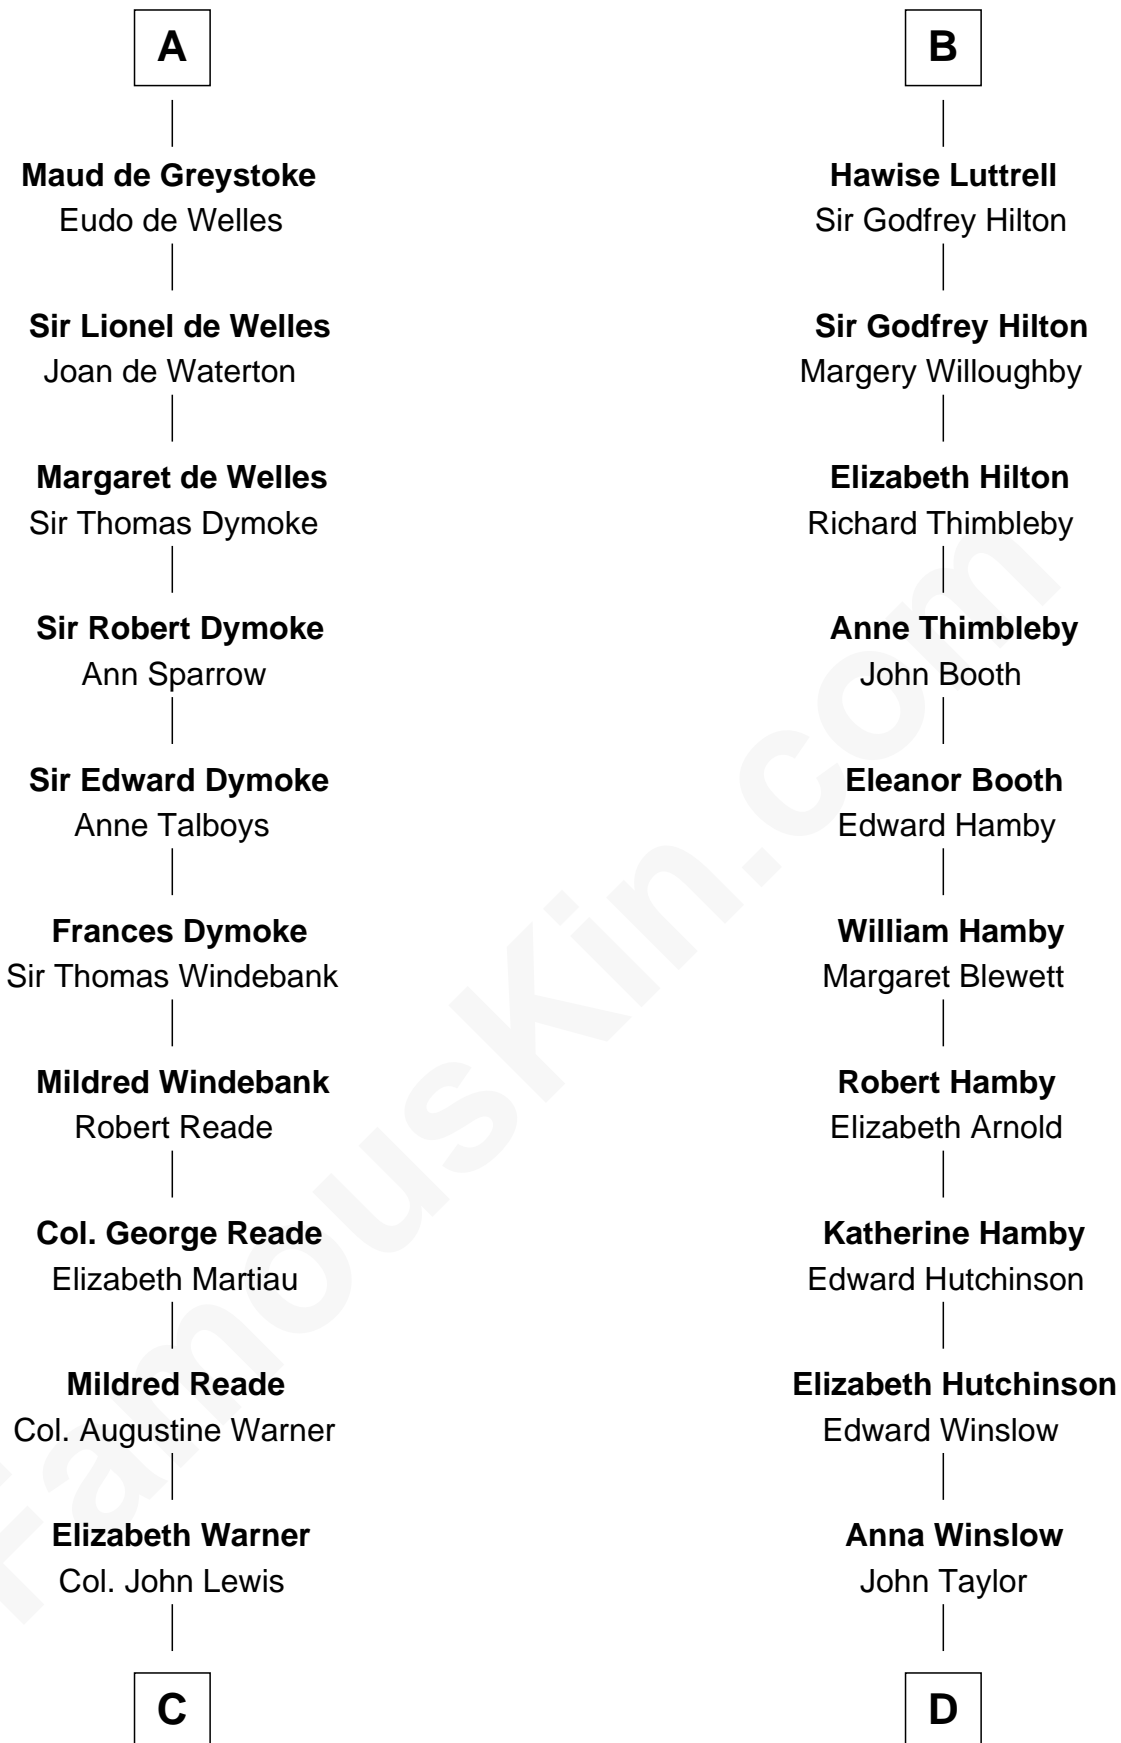 A
Maud de Greystoke
Eudo de Welles
Sir Lionel de Welles
Joan de Waterton
Margaret de Welles
Sir Thomas Dymoke
Sir Robert Dymoke
Ann Sparrow
Sir Edward Dymoke
Anne Talboys
Frances Dymoke
Sir Thomas Windebank
Mildred Windebank
Robert Reade
Col. George Reade
Elizabeth Martiau
Mildred Reade
Col. Augustine Warner
Elizabeth Warner
Col. John Lewis
C
B
Hawise Luttrell
Sir Godfrey Hilton
Sir Godfrey Hilton
Margery Willoughby
Elizabeth Hilton
Richard Thimbleby
Anne Thimbleby
John Booth
Eleanor Booth
Edward Hamby
William Hamby
Margaret Blewett
Robert Hamby
Elizabeth Arnold
Katherine Hamby
Edward Hutchinson
Elizabeth Hutchinson
Edward Winslow
Anna Winslow
John Taylor
D
FamousKin.com